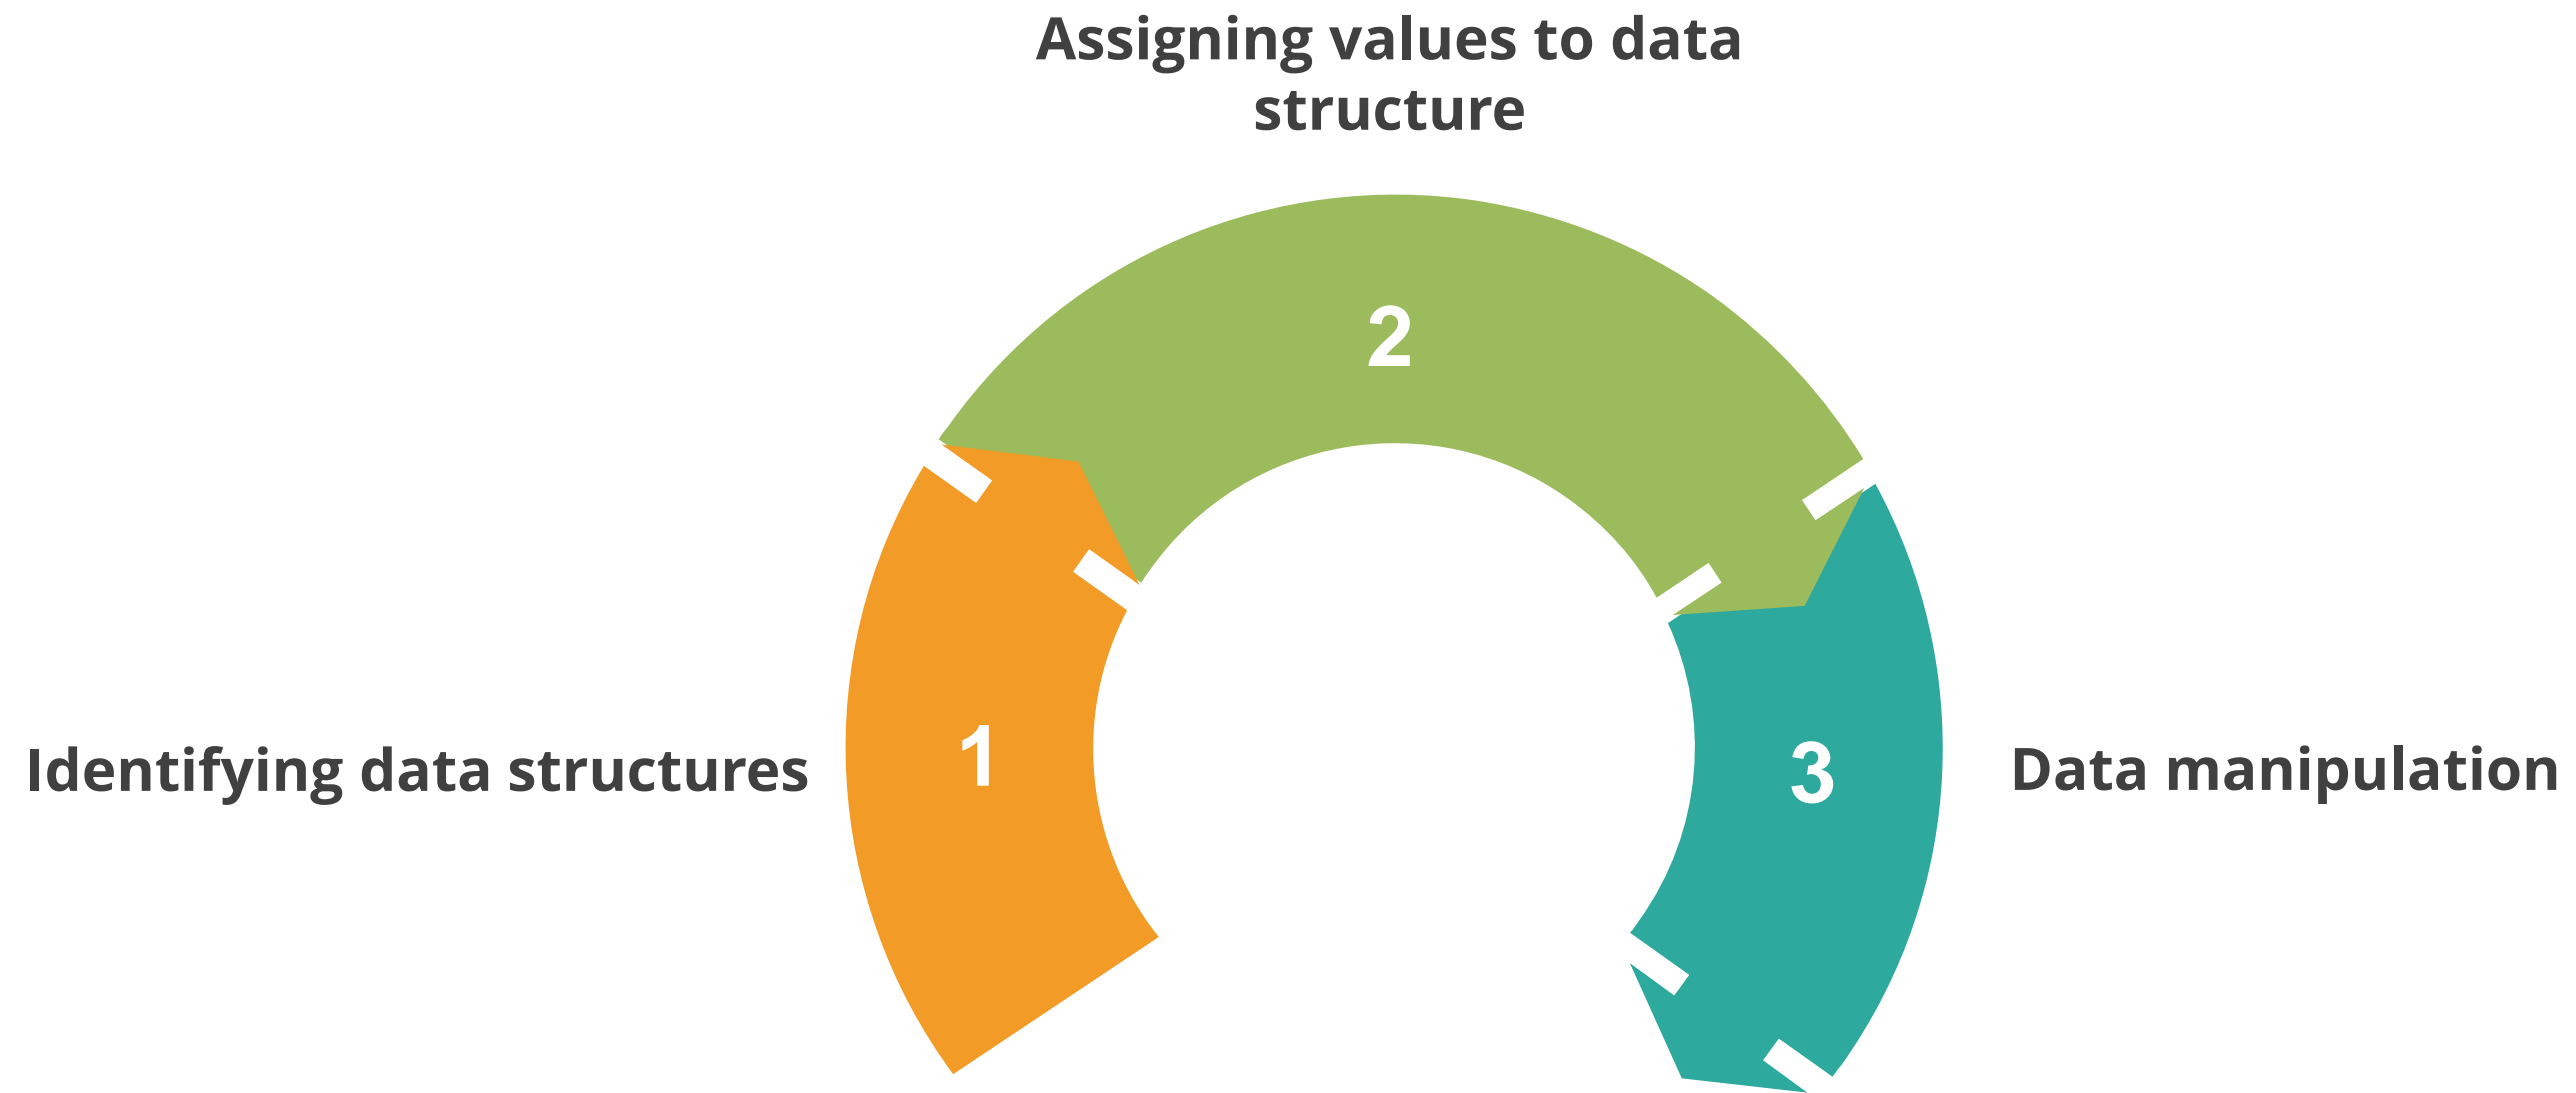 Assigning values to data
structure
2
1
Identifying data structures
3
Data manipulation